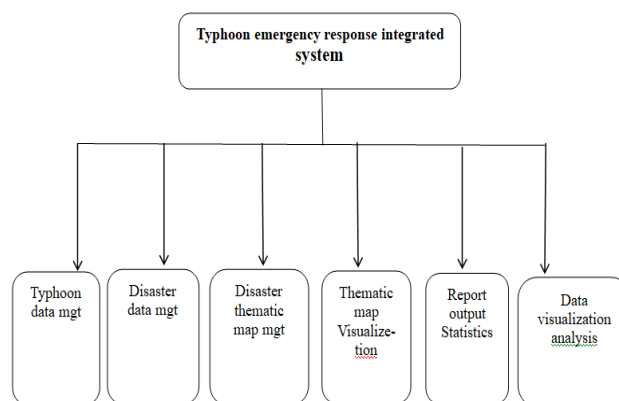 Typhoon emergency response integrated
system
Typhoon
data mgt
Disaster
data mgt
Disaster
thematic
map mgt
Thematic
map
Visualize-
tion
Report
output
Statistics
Data
visualization
analysis